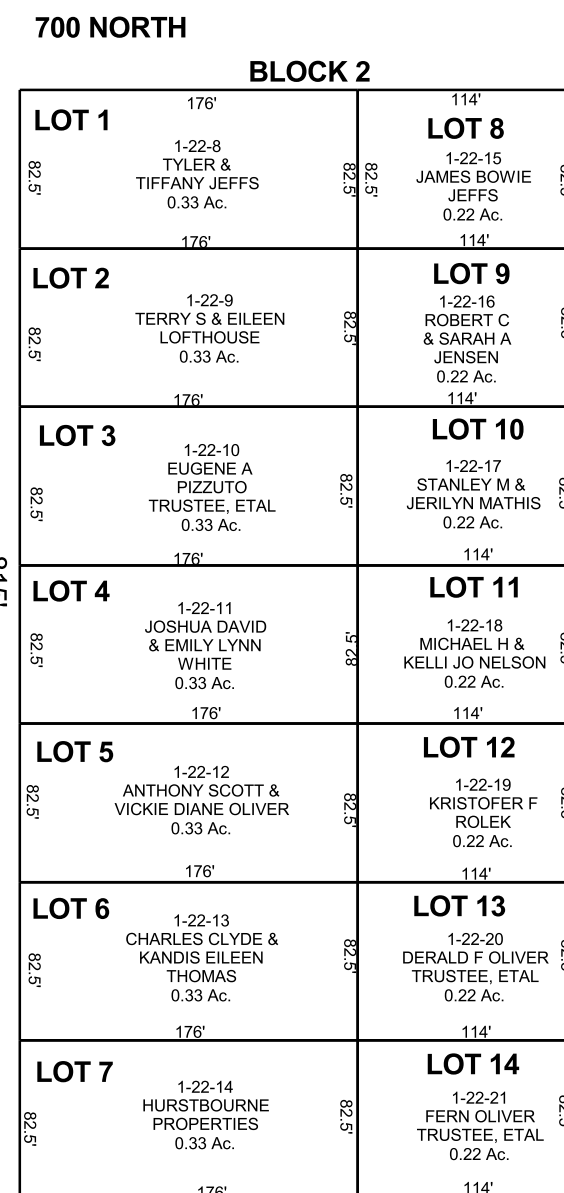 700 NORTH
BLOCK 2
176'
LOT 1
1-22-8
TYLER &
TIFFANY JEFFS
0.33 Ac.
82.5'
82.5'
176'
114'
LOT 8
1-22-15
JAMES BOWIE
JEFFS
0.22 Ac.
82.5'
114'
LOT 2
1-22-9
TERRY S & EILEEN
LOFTHOUSE
0.33 Ac.
82.5'
82.5'
176'
LOT 9
1-22-16
ROBERT C
& SARAH A
JENSEN
0.22 Ac.
114'
LOT 3
1-22-10
EUGENE A
PIZZUTO
TRUSTEE, ETAL
0.33 Ac.
82.5'
82.5'
176'
LOT 10
1-22-17
STANLEY M &
JERILYN MATHIS
0.22 Ac.
114'
LOT 4
1-22-11
JOSHUA DAVID
& EMILY LYNN
WHITE
0.33 Ac.
82.5'
82.5'
176'
LOT 11
1-22-18
MICHAEL H &
KELLI JO NELSON
0.22 Ac.
114'
LOT 5
1-22-12
ANTHONY SCOTT &
VICKIE DIANE OLIVER
0.33 Ac.
82.5'
82.5'
176'
LOT 12
1-22-19
KRISTOFER F
ROLEK
0.22 Ac.
114'
LOT 6
1-22-13
CHARLES CLYDE &
KANDIS EILEEN
THOMAS
0.33 Ac.
82.5'
82.5'
176'
LOT 13
1-22-20
DERALD F OLIVER
TRUSTEE, ETAL
0.22 Ac.
114'
LOT 7
1-22-14
HURSTBOURNE
PROPERTIES
0.33 Ac.
82.5'
82.5'
176'
LOT 14
1-22-21
FERN OLIVER
TRUSTEE, ETAL
0.22 Ac.
114'